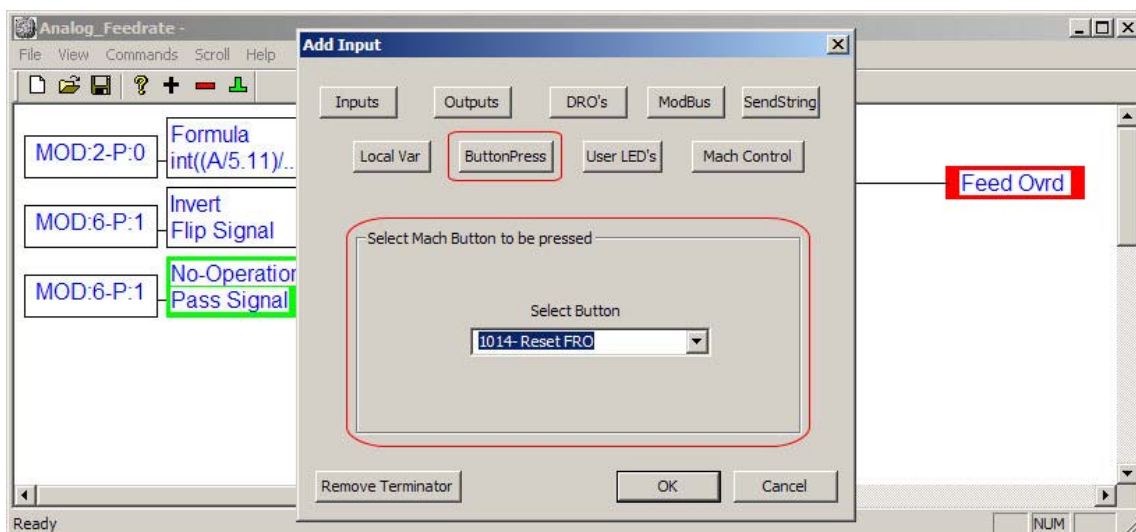 Analog_Feedrate -
File View Commands Scroll Help
Add Input
Inputs Outputs DRO's ModBus SendString
Local Var ButtonPress User LED's Mach Control
MOD:2-P:0
Formula
int((A/5.11)/...
MOD:6-P:1
Invert
Flip Signal
MOD:6-P:1
No-Operation
Pass Signal
Feed Ovrd
Select Mach Button to be pressed
Select Button
1014- Reset FRO
Remove Terminator OK Cancel
Ready NUM